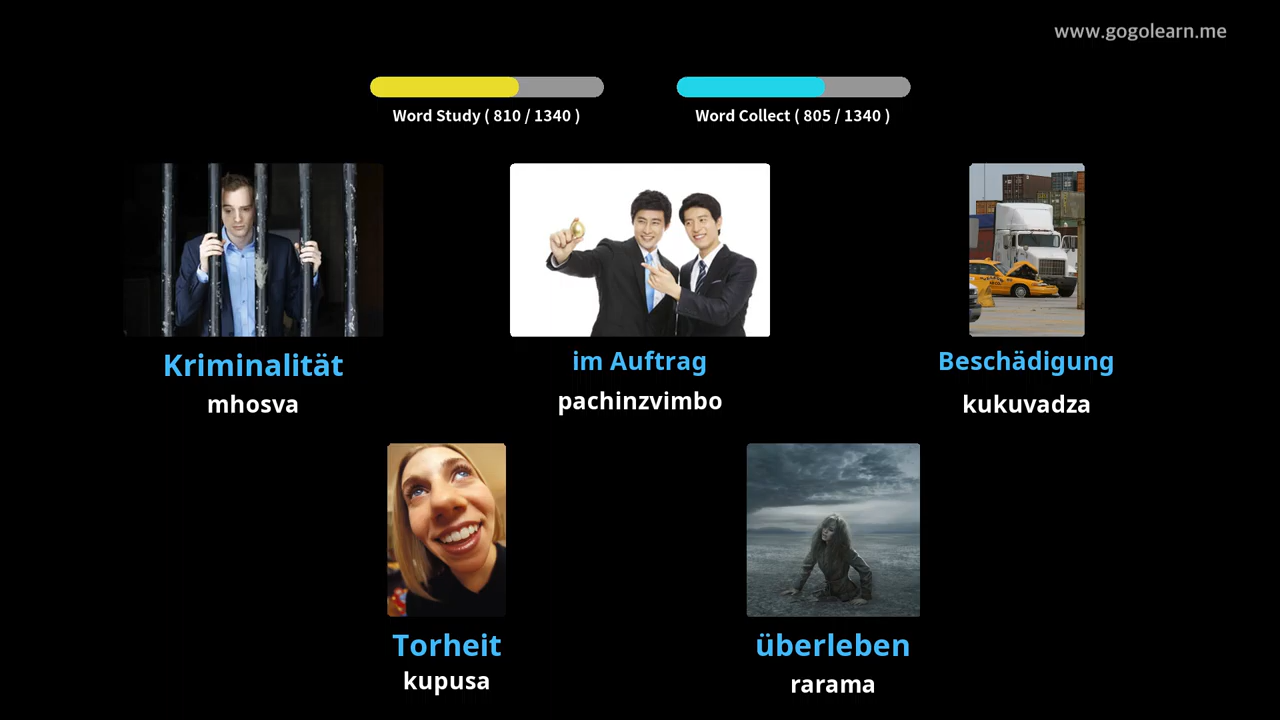 www.gogolearn.me
Word Study ( 810 / 1340 )
Word Collect ( 805 / 1340 )
Kriminalität
mhosva
im Auftrag
pachinzvimbo
Beschädigung
kukuvadza
Torheit
kupusa
überleben
rarama